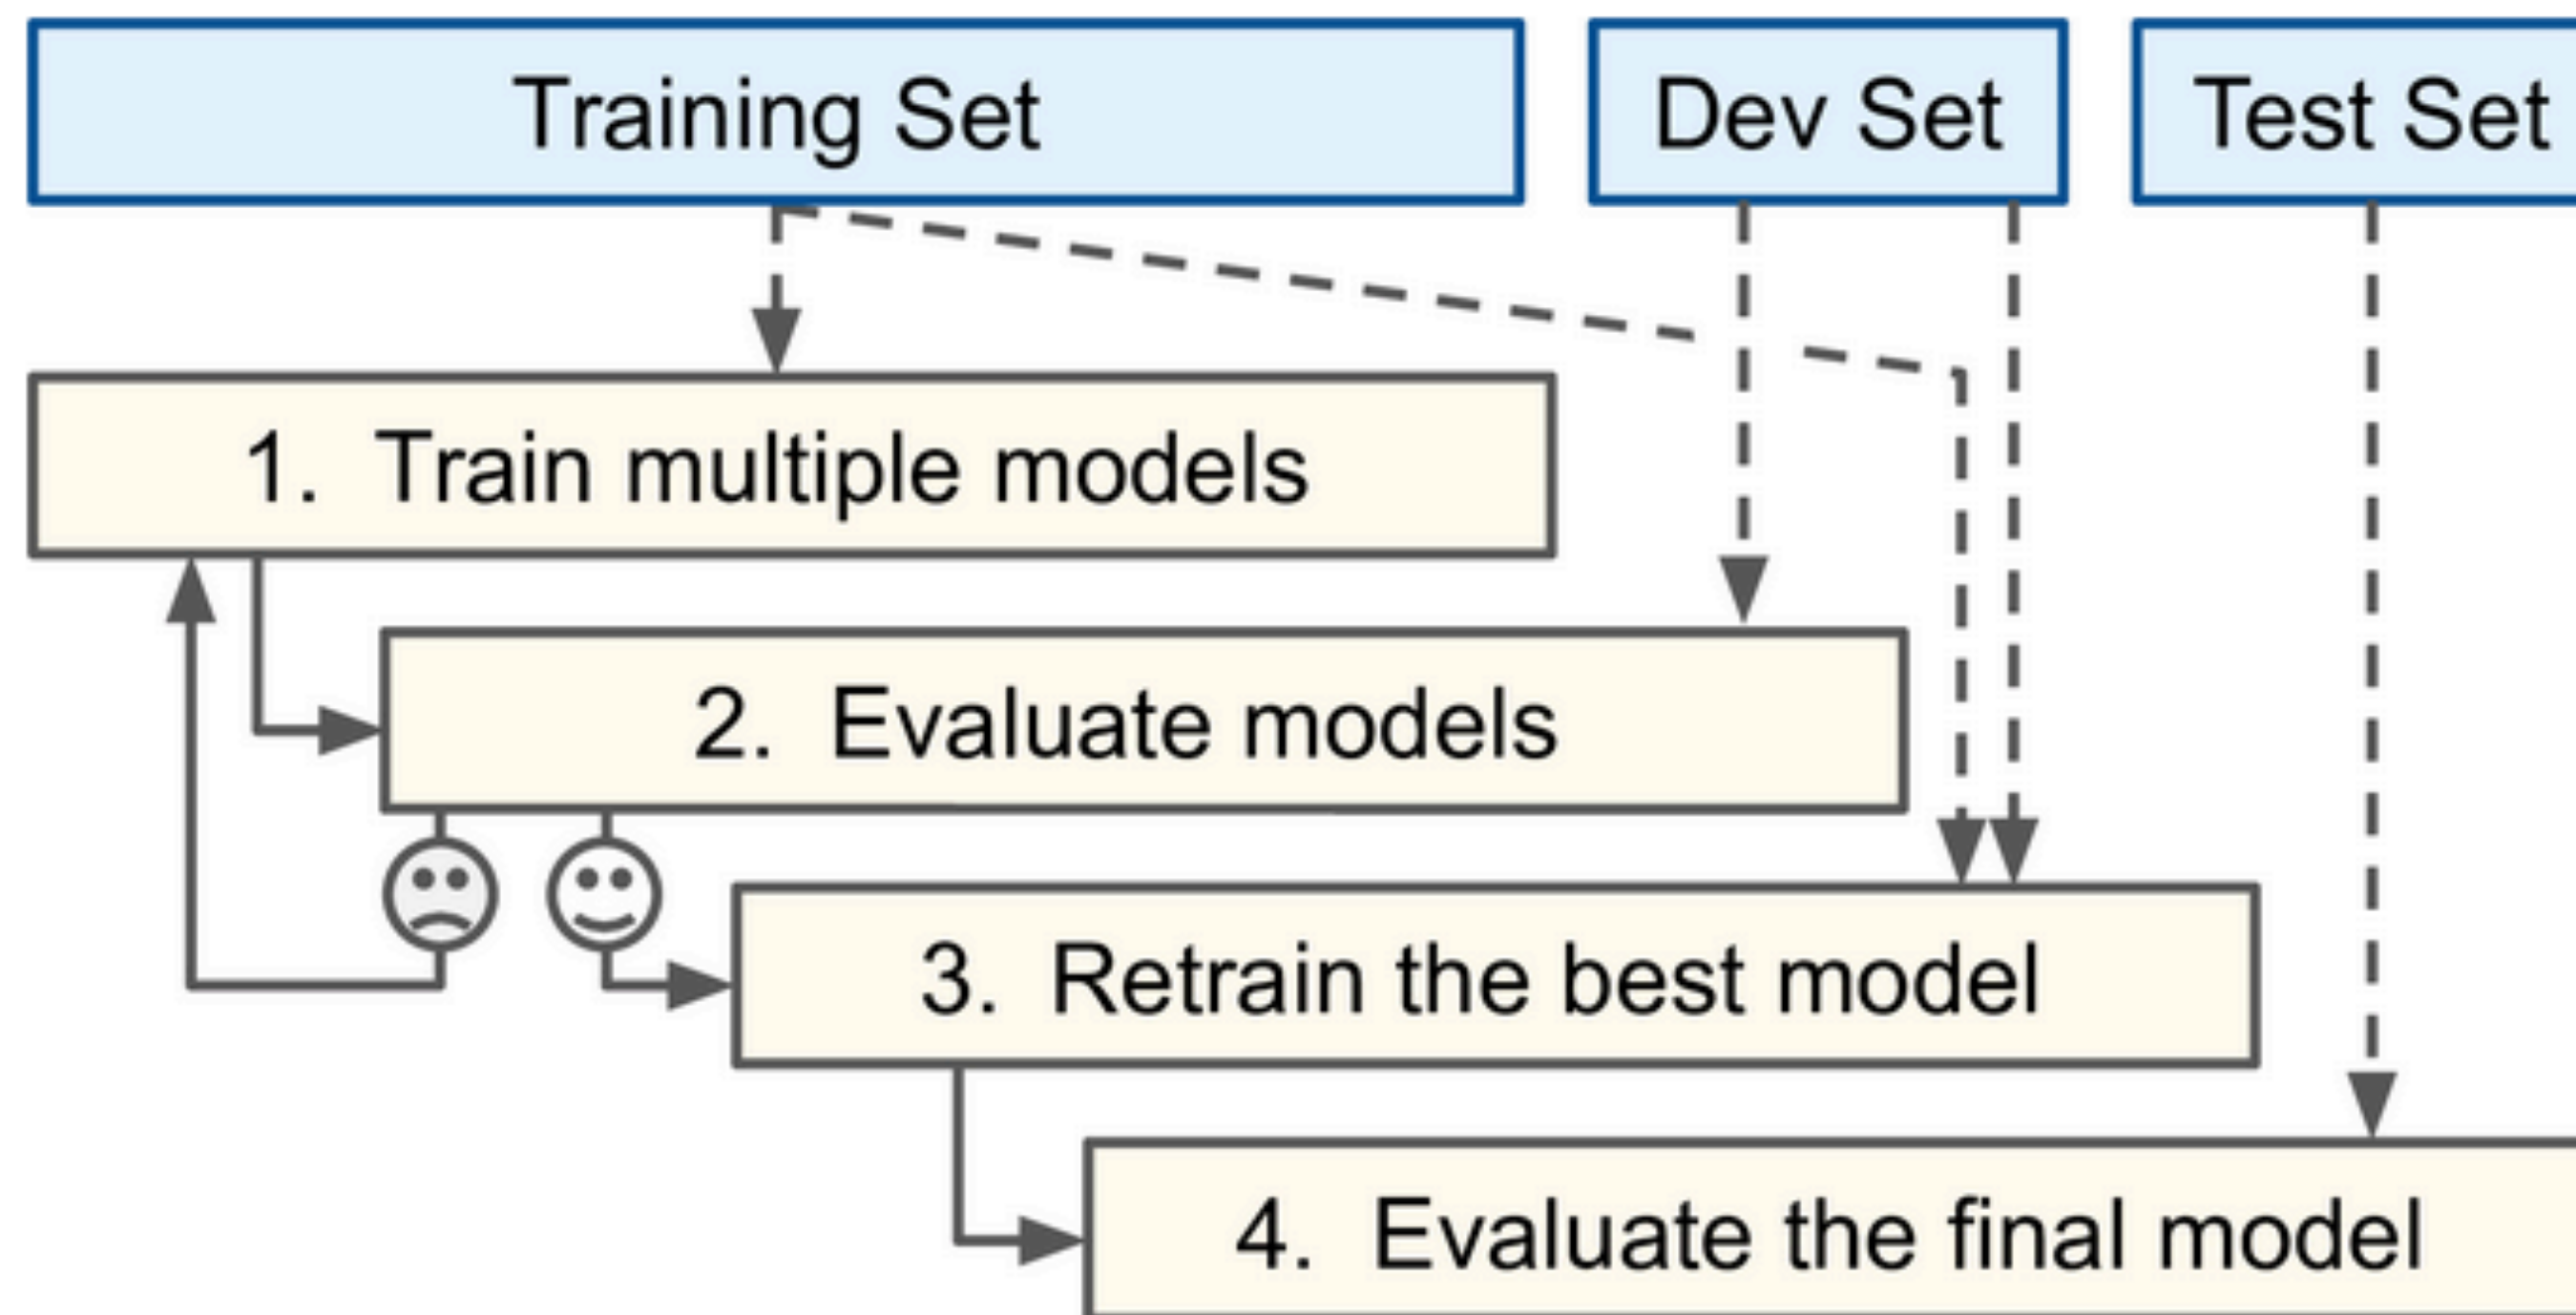 Training Set
Dev Set
Test Set
1. Train multiple models
2. Evaluate models
3. Retrain the best model
4. Evaluate the final model